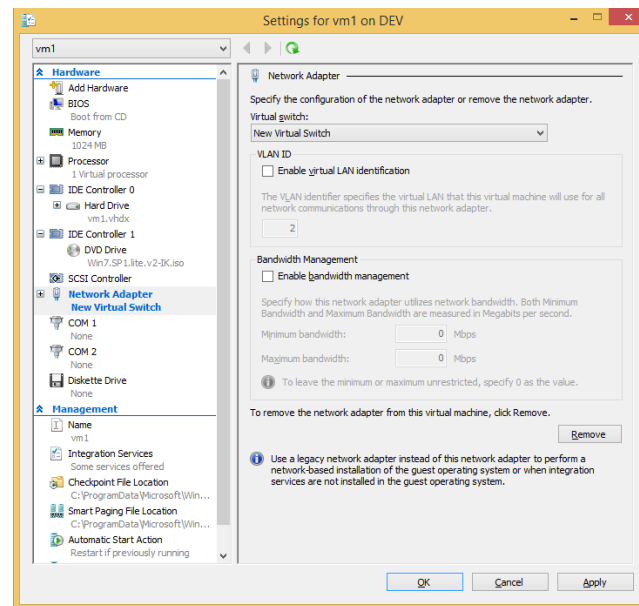 Settings for vm1 on DEV
vm1
Hardware
Add Hardware
BIOS
Boot from CD
Memory
1024 MB
Processor
1 Virtual processor
IDE Controller 0
Hard Drive
vm1.vhdx
IDE Controller 1
DVD Drive
Win7.SP1.lite.v2-IK.iso
SCSI Controller
Network Adapter
New Virtual Switch
COM 1
None
COM 2
None
Diskette Drive
None
Management
Name
vm1
Integration Services
Some services offered
Checkpoint File Location
C:\ProgramData\Microsoft\Win...
Smart Paging File Location
C:\ProgramData\Microsoft\Win...
Automatic Start Action
Restart if previously running
Network Adapter
Specify the configuration of the network adapter or remove the network adapter.
Virtual switch:
New Virtual Switch
VLAN ID
Enable virtual LAN identification
The VLAN identifier specifies the virtual LAN that this virtual machine will use for all
network communications through this network adapter.
2
Bandwidth Management
Enable bandwidth management
Specify how this network adapter utilizes network bandwidth. Both Minimum
Bandwidth and Maximum Bandwidth are measured in Megabits per second.
Minimum bandwidth: 0 Mbps
Maximum bandwidth: 0 Mbps
To leave the minimum or maximum unrestricted, specify 0 as the value.
To remove the network adapter from this virtual machine, click Remove.
Remove
Use a legacy network adapter instead of this network adapter to perform a
network-based installation of the guest operating system or when integration
services are not installed in the guest operating system.
OK Cancel Apply